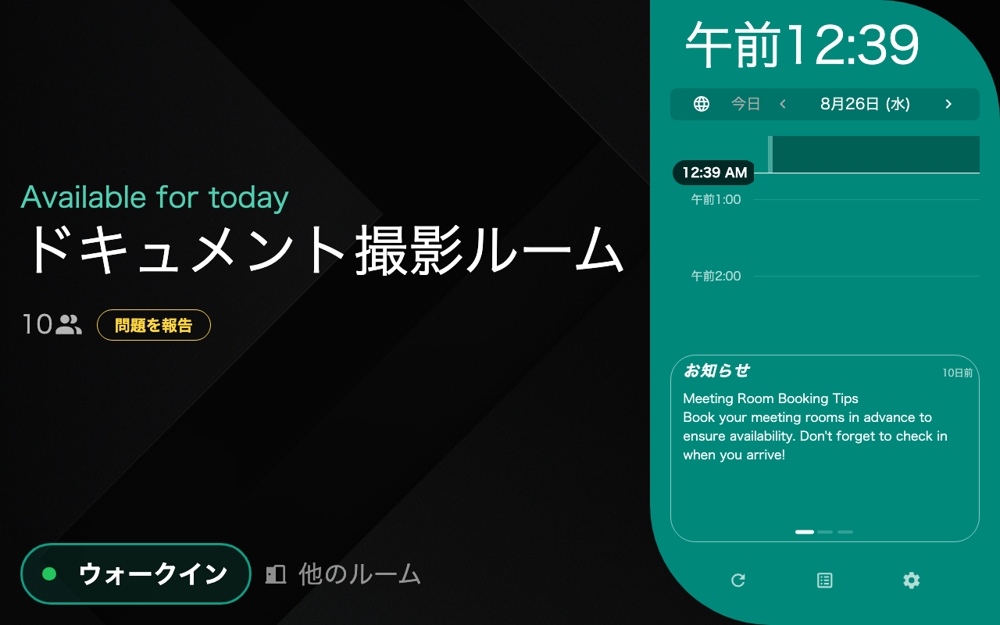 Available for today
ドキュメント撮影ルーム
10
問題を報告
ウォークイン
他のルーム
午前12:39
今日
8月26日 (水)
12:39 AM
午前1:00
午前2:00
お知らせ
10日前
Meeting Room Booking Tips
Book your meeting rooms in advance to
ensure availability. Don't forget to check in
when you arrive!